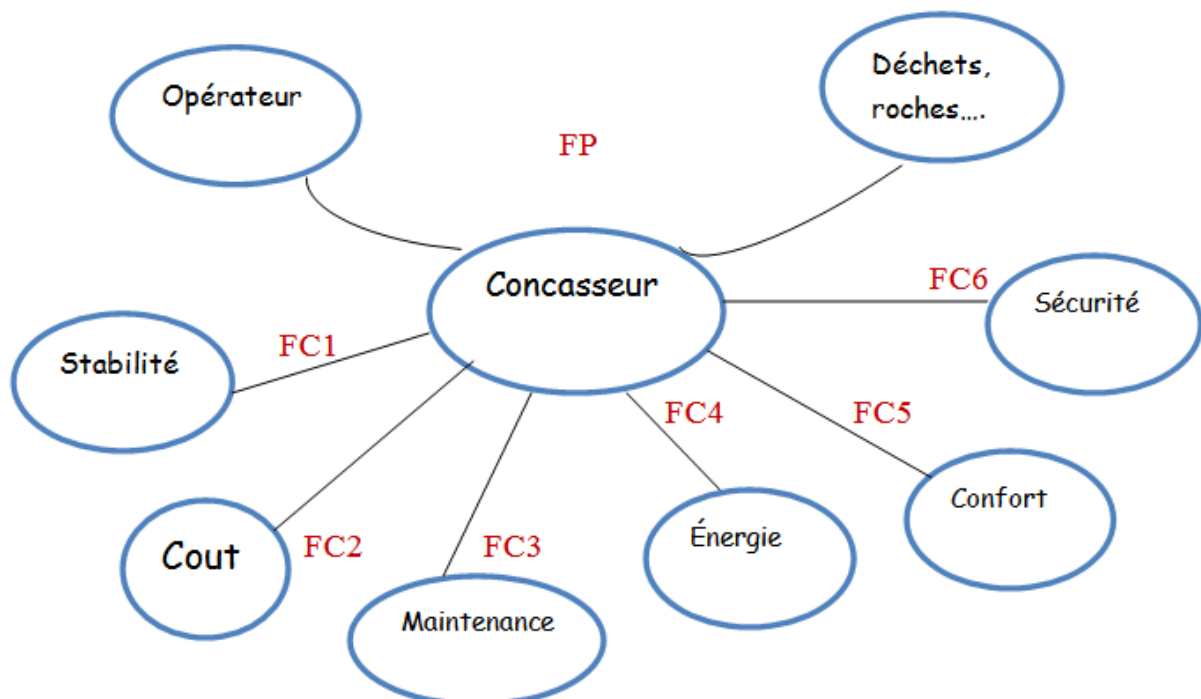 Opérateur
Déchets,
roches....
FP
Concasseur
FC6
Sécurité
Stabilité
FC1
FC4
FC5
Confort
Cout
FC2
FC3
Énergie
Maintenance